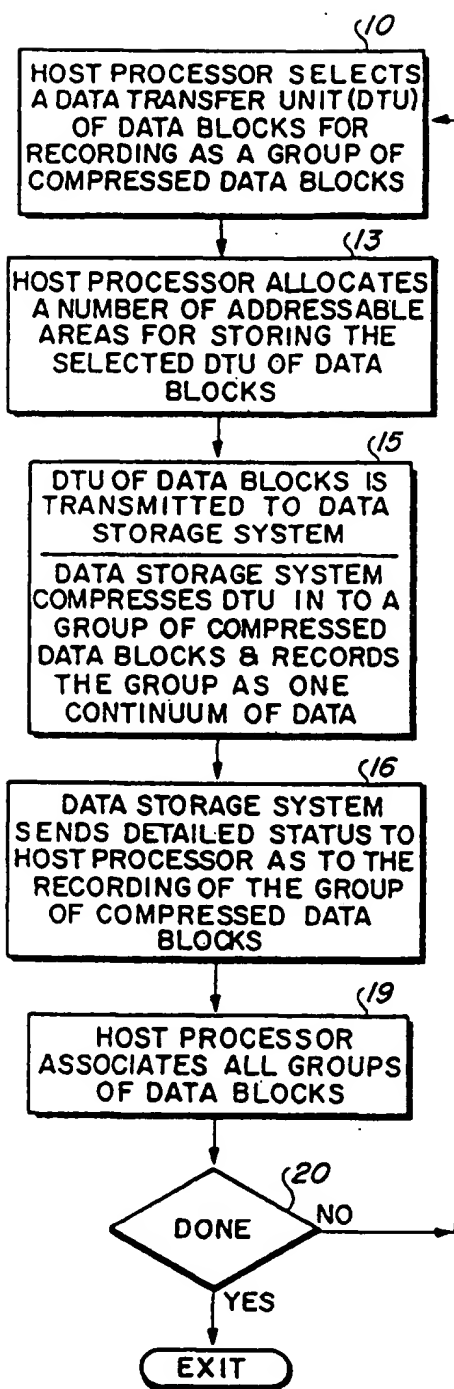 10
HOST PROCESSOR SELECTS
A DATA TRANSFER UNIT (DTU)
OF DATA BLOCKS FOR
RECORDING AS A GROUP OF
COMPRESSED DATA BLOCKS
13
HOST PROCESSOR ALLOCATES
A NUMBER OF ADDRESSABLE
AREAS FOR STORING THE
SELECTED DTU OF DATA
BLOCKS
15
DTU OF DATA BLOCKS IS
TRANSMITTED TO DATA
STORAGE SYSTEM
DATA STORAGE SYSTEM
COMPRESSES DTU IN TO A
GROUP OF COMPRESSED
DATA BLOCKS & RECORDS
THE GROUP AS ONE
CONTINUUM OF DATA
16
DATA STORAGE SYSTEM
SENDS DETAILED STATUS TO
HOST PROCESSOR AS TO THE
RECORDING OF THE GROUP
OF COMPRESSED DATA
BLOCKS
19
HOST PROCESSOR
ASSOCIATES ALL GROUPS
OF DATA BLOCKS
20
DONE
NO
YES
EXIT